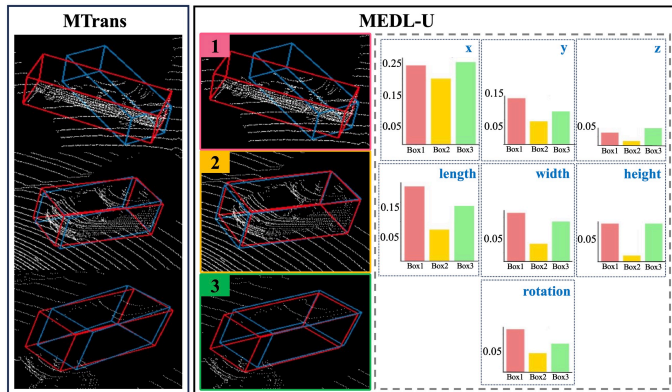 MTrans
MEDL-U
1
x
0.25
0.05
Box1 Box2 Box3
y
0.15
0.05
Box1 Box2 Box3
z
0.05
Box1 Box2 Box3
2
length
0.15
Box1 Box2 Box3
width
0.05
Box1 Box2 Box3
height
0.05
Box1 Box2 Box3
3
rotation
0.05
Box1 Box2 Box3